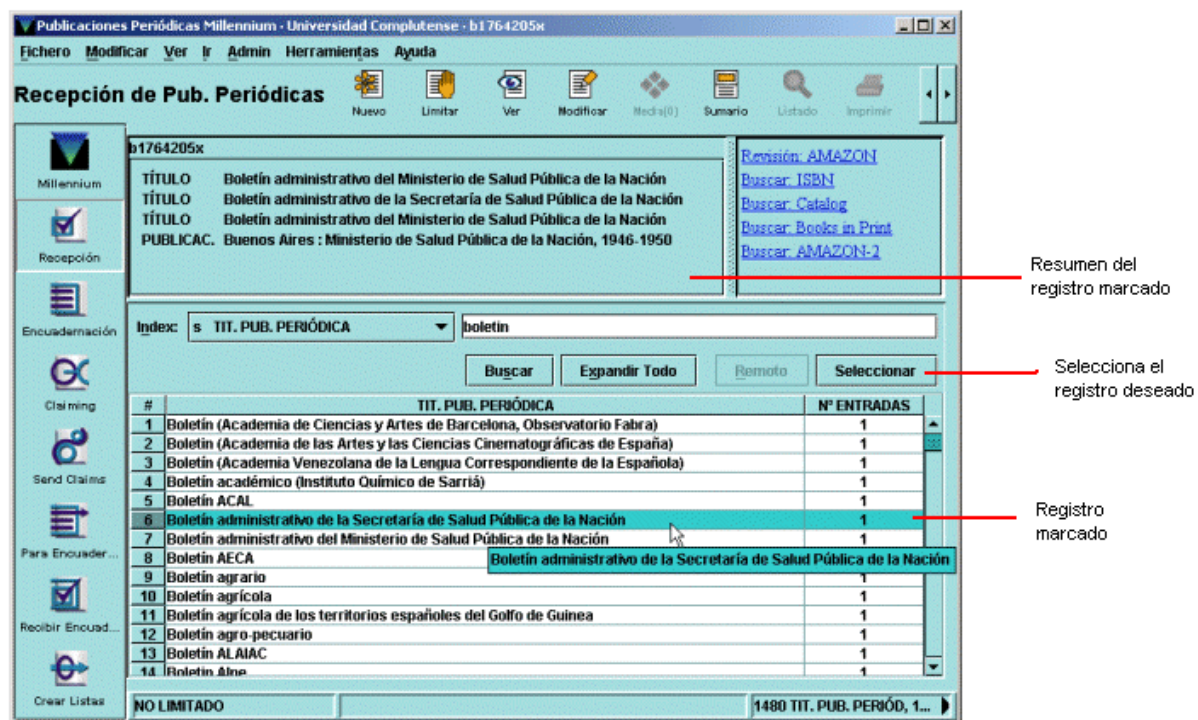 Publicaciones Periódicas Millennium - Universidad Complutense - b1764205x
Fichero Modificar Ver Ir Admin Herramientas Ayuda
Recepción de Pub. Periódicas
Nuevo Limitar Ver Modificar Media(0) Sumario Listado Imprimir
Millennium
Recepción
Encuadernación
Claiming
Send Claims
Para Encuader...
Recibir Encuad...
Crear Listas
b1764205x
TÍTULO Boletín administrativo del Ministerio de Salud Pública de la Nación
TÍTULO Boletín administrativo de la Secretaría de Salud Pública de la Nación
TÍTULO Boletín administrativo del Ministerio de Salud Pública de la Nación
PUBLICAC. Buenos Aires : Ministerio de Salud Pública de la Nación, 1946-1950
Revisión: AMAZON
Buscar: ISBN
Buscar: Catalog
Buscar: Books in Print
Buscar: AMAZON-2
Resumen del
registro marcado
Index: s TIT. PUB. PERIÓDICA boletin
Buscar Expandir Todo Remoto Seleccionar
Selecciona el
registro deseado
# TIT. PUB. PERIÓDICA Nº ENTRADAS
1 Boletín (Academia de Ciencias y Artes de Barcelona, Observatorio Fabra) 1
2 Boletín (Academia de las Artes y las Ciencias Cinematográficas de España) 1
3 Boletín (Academia Venezolana de la Lengua Correspondiente de la Española) 1
4 Boletín académico (Instituto Químico de Sarriá) 1
5 Boletín ACAL 1
6 Boletín administrativo de la Secretaría de Salud Pública de la Nación 1
Registro
marcado
7 Boletín administrativo del Ministerio de Salud Pública de la Nación 1
8 Boletín AECA
Boletín administrativo de la Secretaría de Salud Pública de la Nación
9 Boletín agrario 1
10 Boletín agrícola 1
11 Boletín agrícola de los territorios españoles del Golfo de Guinea 1
12 Boletín agro-pecuario 1
13 Boletín ALAIAC 1
14 Boletín Alne 1
NO LIMITADO 1480 TIT. PUB. PERIÓD, 1...